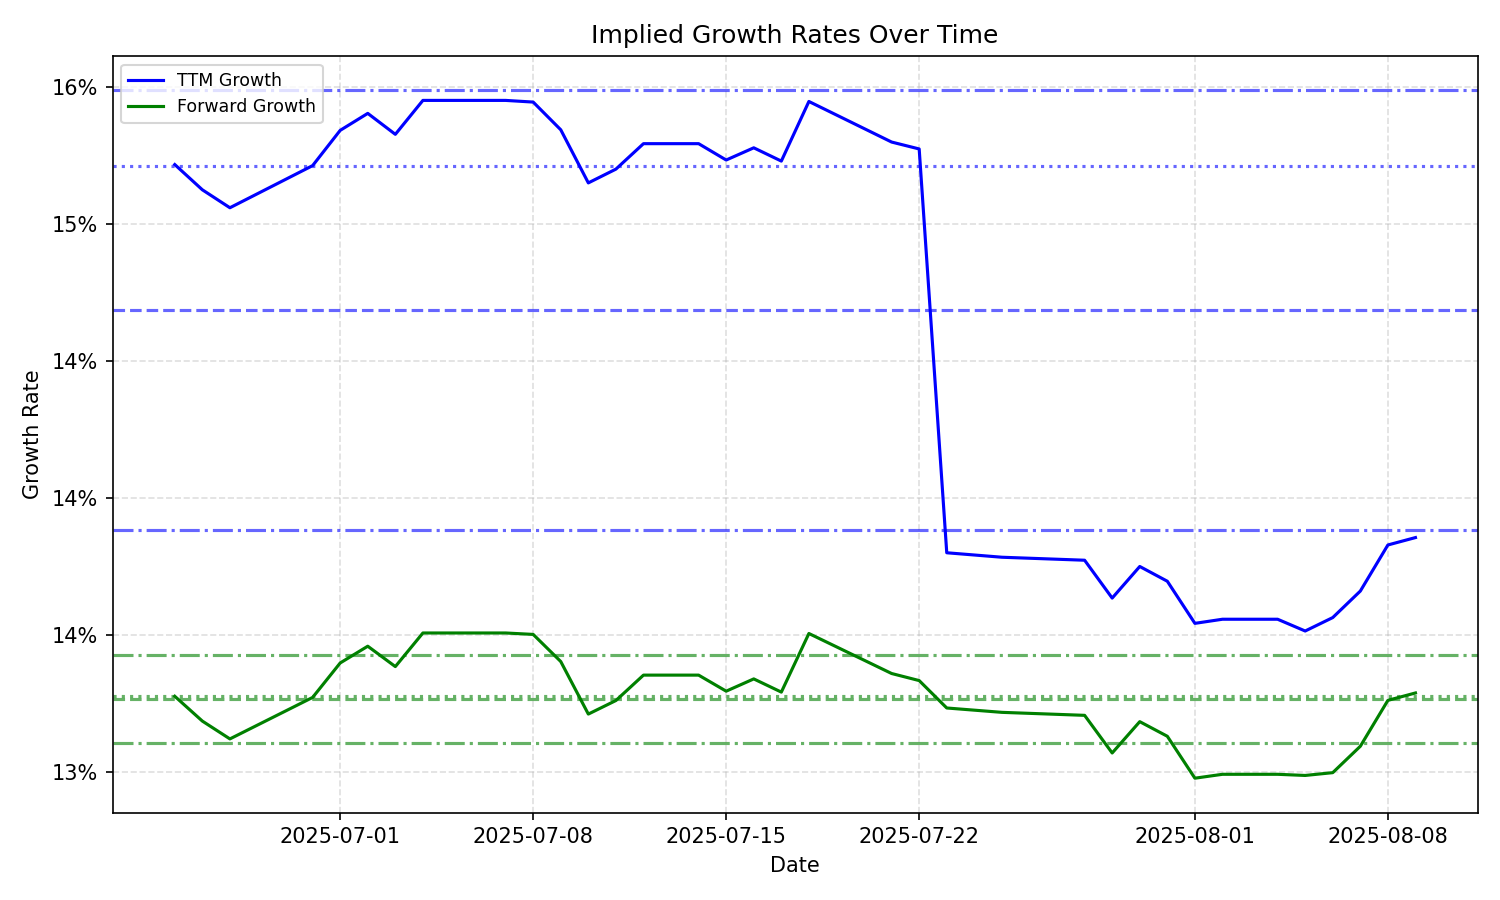 Implied Growth Rates Over Time
TTM Growth
Forward Growth
Growth Rate
16%
15%
14%
14%
14%
13%
2025-07-01
2025-07-08
2025-07-15
2025-07-22
2025-08-01
2025-08-08
Date